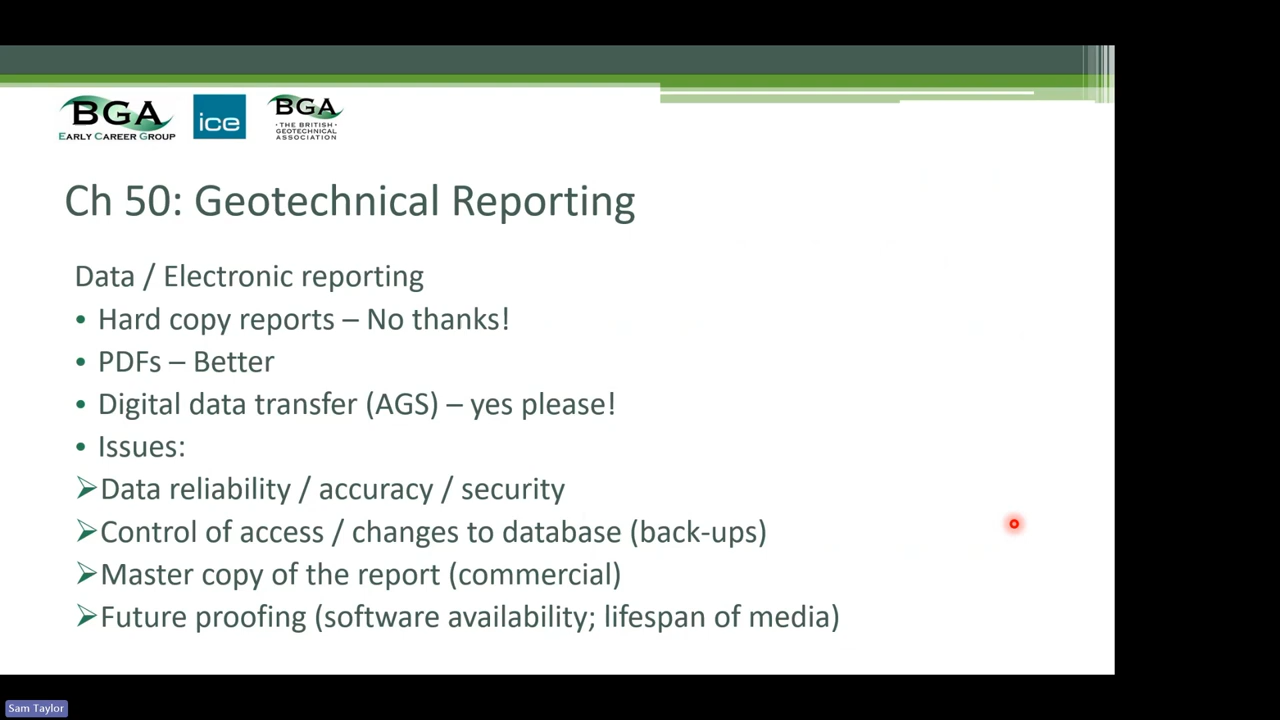 BGA
EARLY CAREER GROUP
ice
BGA
· THE BRITISH ·
GEOTECHNICAL
ASSOCIATION
Ch 50: Geotechnical Reporting
Data / Electronic reporting
• Hard copy reports – No thanks!
• PDFs – Better
• Digital data transfer (AGS) – yes please!
• Issues:
➢Data reliability / accuracy / security
➢Control of access / changes to database (back-ups)
➢Master copy of the report (commercial)
➢Future proofing (software availability; lifespan of media)
Sam Taylor